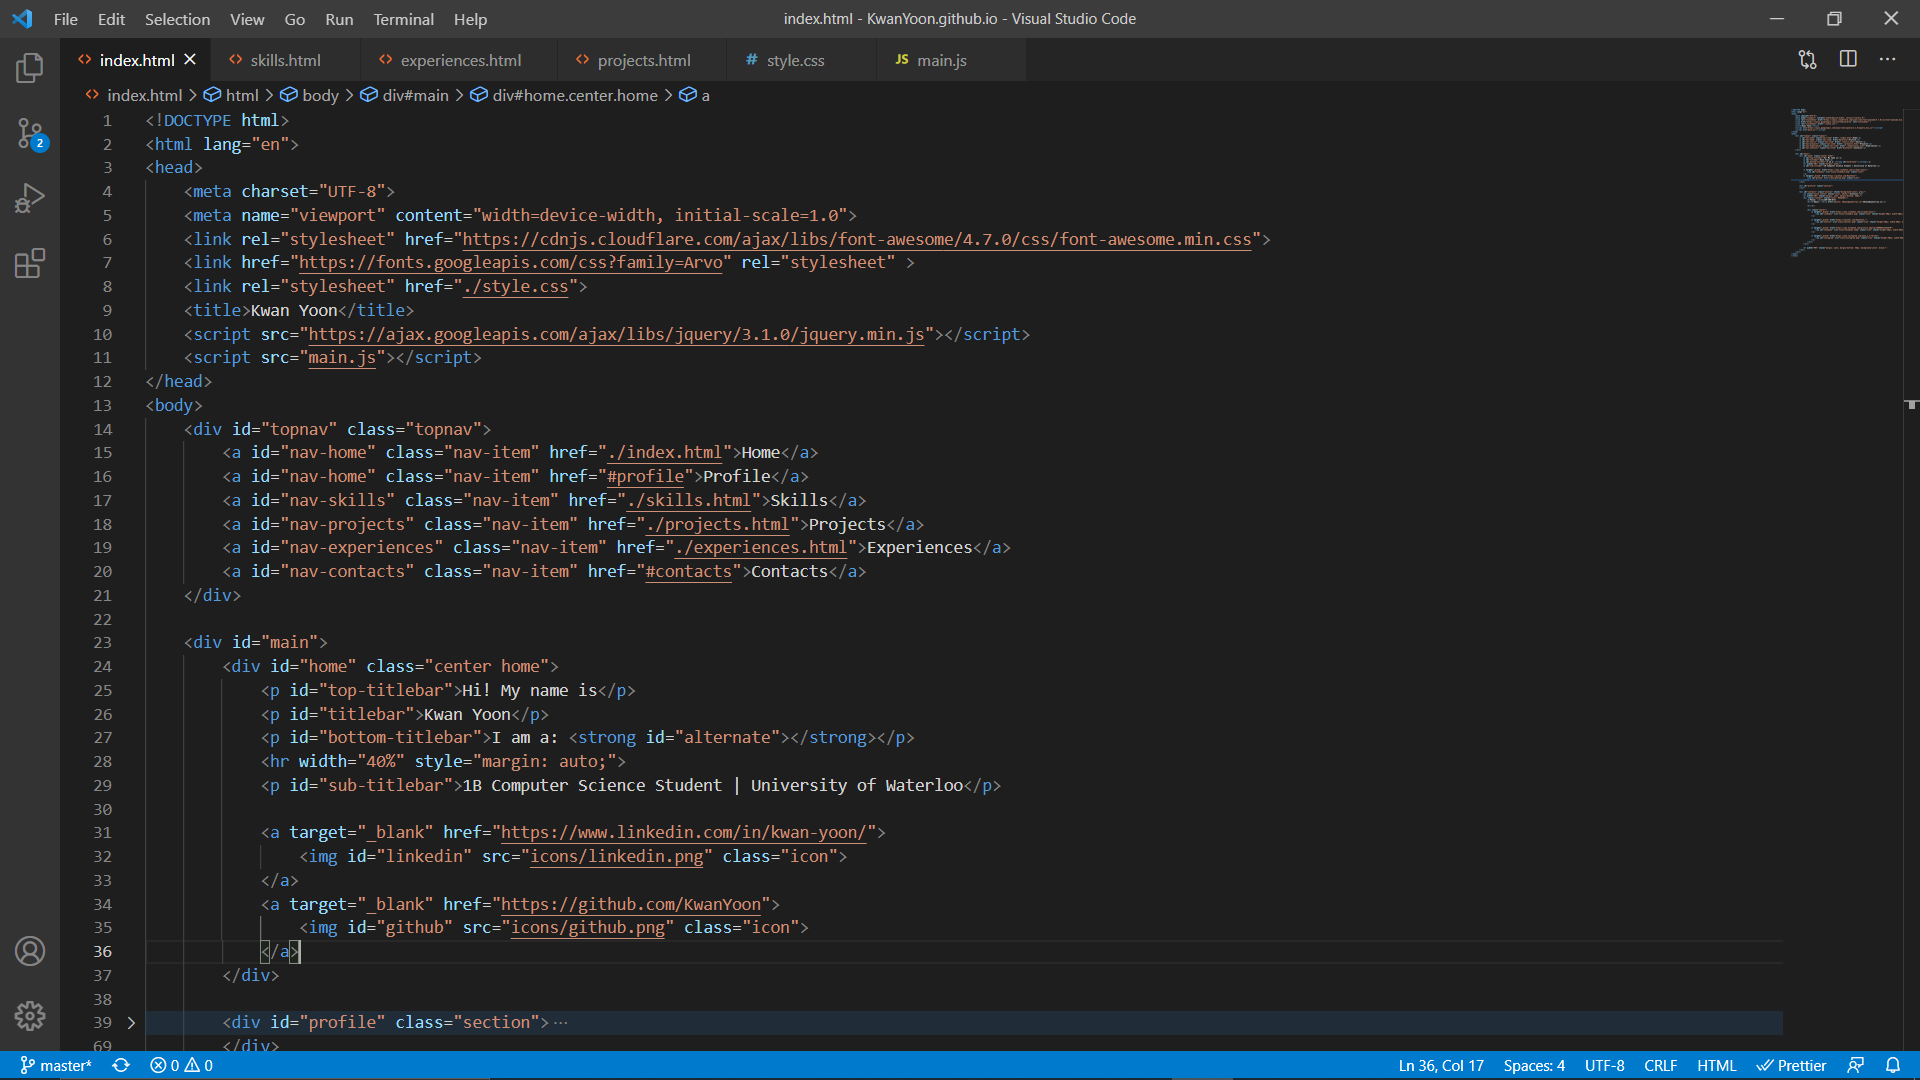 File Edit Selection View Go Run Terminal Help
index.html - KwanYoon.github.io - Visual Studio Code
index.html skills.html experiences.html projects.html # style.css JS main.js
index.html > html > body > div#main > div#home.center.home > a
1 <!DOCTYPE html>
2 <html lang="en">
3 <head>
4 <meta charset="UTF-8">
5 <meta name="viewport" content="width=device-width, initial-scale=1.0">
6 <link rel="stylesheet" href="https://cdnjs.cloudflare.com/ajax/libs/font-awesome/4.7.0/css/font-awesome.min.css">
7 <link href="https://fonts.googleapis.com/css?family=Arvo" rel="stylesheet" >
8 <link rel="stylesheet" href="./style.css">
9 <title>Kwan Yoon</title>
10 <script src="https://ajax.googleapis.com/ajax/libs/jquery/3.1.0/jquery.min.js"></script>
11 <script src="main.js"></script>
12 </head>
13 <body>
14 <div id="topnav" class="topnav">
15 <a id="nav-home" class="nav-item" href="./index.html">Home</a>
16 <a id="nav-home" class="nav-item" href="#profile">Profile</a>
17 <a id="nav-skills" class="nav-item" href="./skills.html">Skills</a>
18 <a id="nav-projects" class="nav-item" href="./projects.html">Projects</a>
19 <a id="nav-experiences" class="nav-item" href="./experiences.html">Experiences</a>
20 <a id="nav-contacts" class="nav-item" href="#contacts">Contacts</a>
21 </div>
22
23 <div id="main">
24 <div id="home" class="center home">
25 <p id="top-titlebar">Hi! My name is</p>
26 <p id="titlebar">Kwan Yoon</p>
27 <p id="bottom-titlebar">I am a: <strong id="alternate"></strong></p>
28 <hr width="40%" style="margin: auto;">
29 <p id="sub-titlebar">1B Computer Science Student | University of Waterloo</p>
30
31 <a target="_blank" href="https://www.linkedin.com/in/kwan-yoon/">
32 <img id="linkedin" src="icons/linkedin.png" class="icon">
33 </a>
34 <a target="_blank" href="https://github.com/KwanYoon">
35 <img id="github" src="icons/github.png" class="icon">
36 </a>
37 </div>
38
39 <div id="profile" class="section">…
69 </div>
2
master* 0 0 Ln 36, Col 17 Spaces: 4 UTF-8 CRLF HTML Prettier